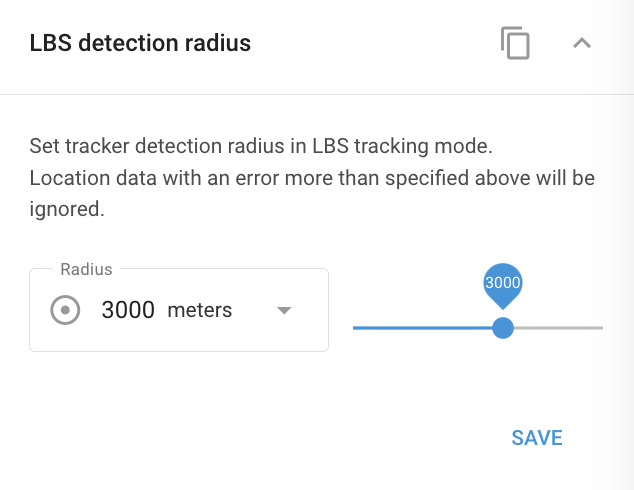 LBS detection radius
Set tracker detection radius in LBS tracking mode.
Location data with an error more than specified above will be
ignored.
Radius
3000 meters
3000
SAVE